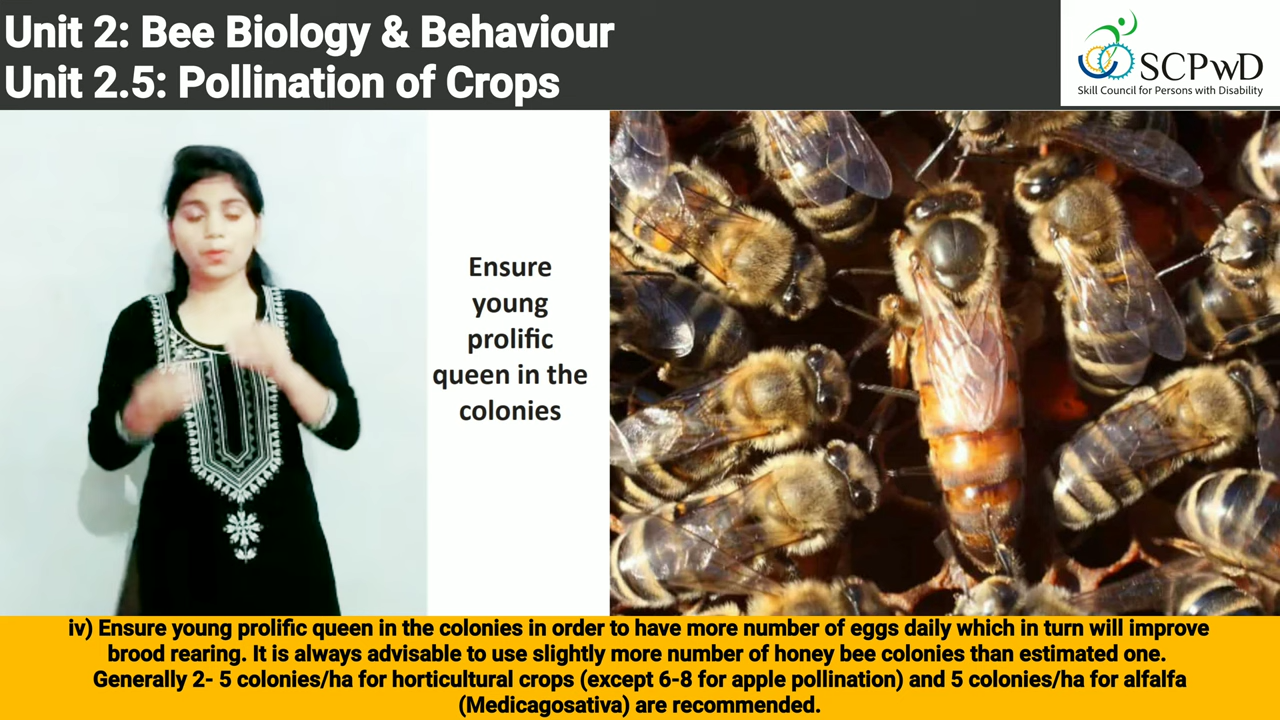 Unit 2: Bee Biology & Behaviour
Unit 2.5: Pollination of Crops
SCPwD
Skill Council for Persons with Disability
Ensure
young
prolific
queen in the
colonies
iv) Ensure young prolific queen in the colonies in order to have more number of eggs daily which in turn will improve
brood rearing. It is always advisable to use slightly more number of honey bee colonies than estimated one.
Generally 2- 5 colonies/ha for horticultural crops (except 6-8 for apple pollination) and 5 colonies/ha for alfalfa
(Medicagosativa) are recommended.